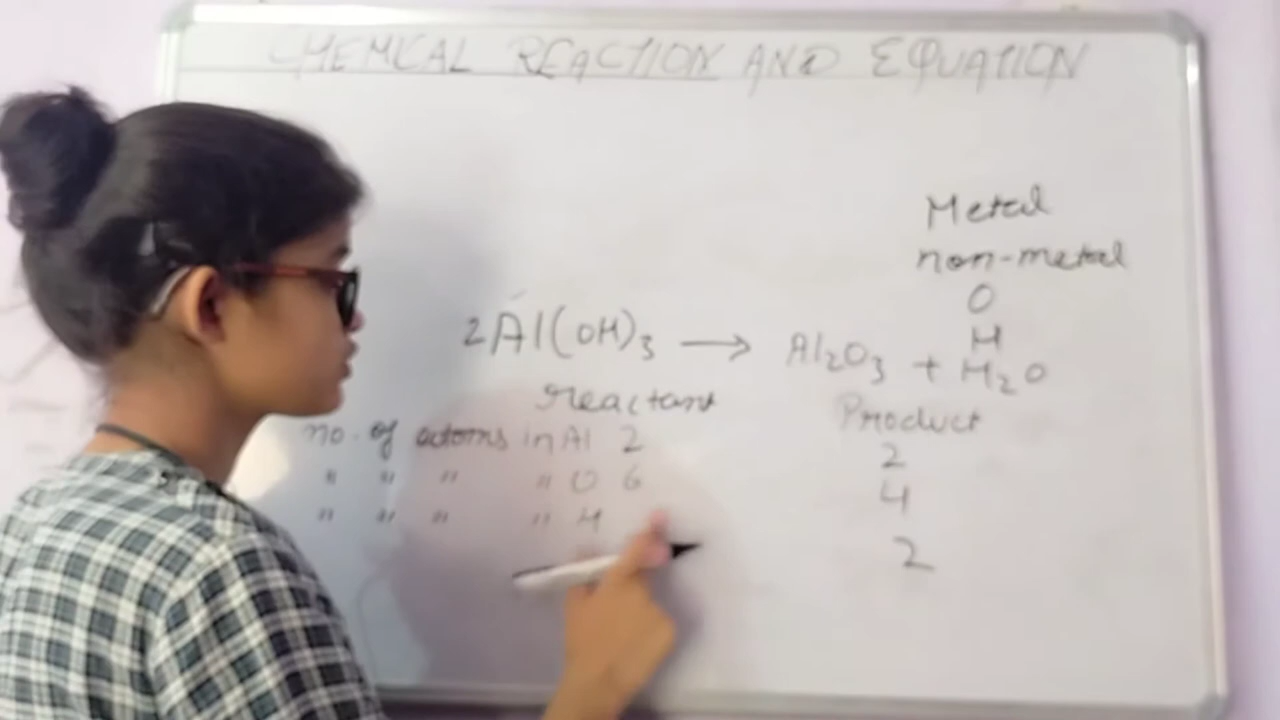 CHEMICAL REACTION AND EQUATION
Metal
non-metal
O
H
2Al(OH)₃ → Al₂O₃ + H₂O
reactant Product
no. of actoms in Al 2 2
" " " " O 6 4
" " " " H 2